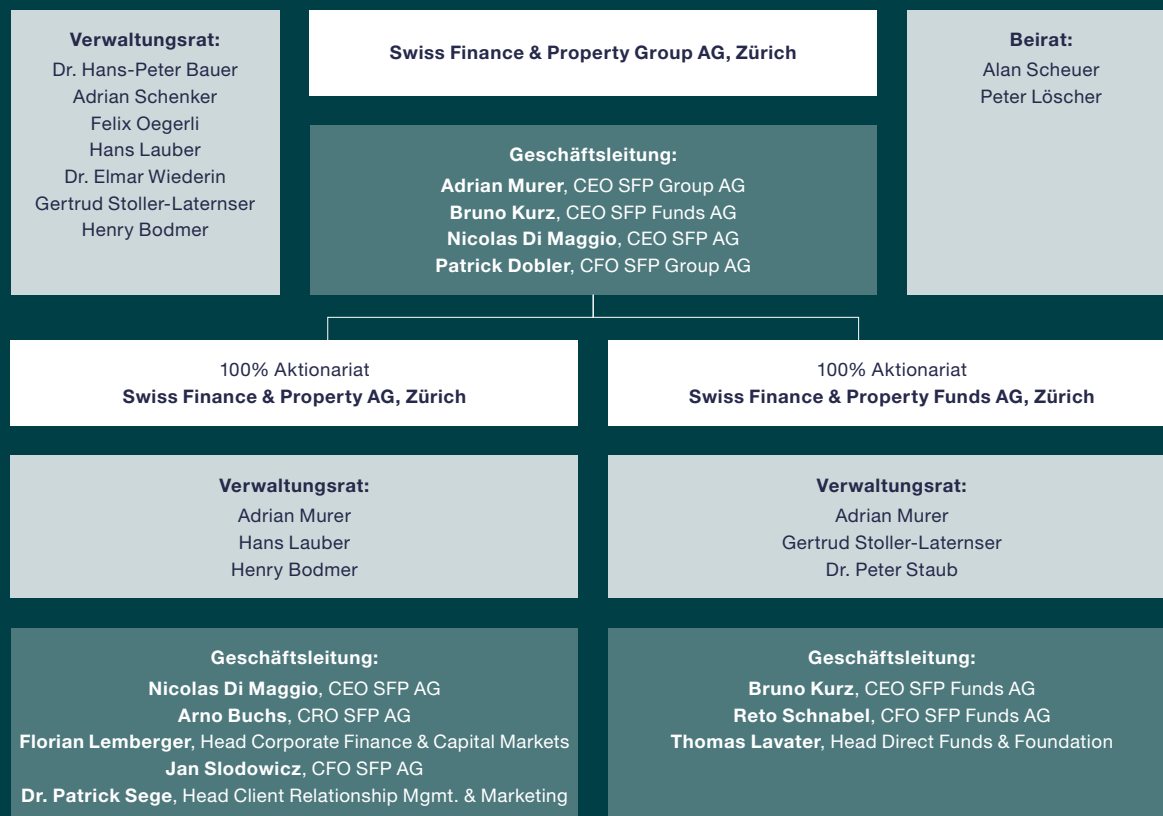 Verwaltungsrat:
Dr. Hans-Peter Bauer
Adrian Schenker
Felix Oegerli
Hans Lauber
Dr. Elmar Wiederin
Gertrud Stoller-Laternser
Henry Bodmer
Swiss Finance & Property Group AG, Zürich
Geschäftsleitung:
Adrian Murer, CEO SFP Group AG
Bruno Kurz, CEO SFP Funds AG
Nicolas Di Maggio, CEO SFP AG
Patrick Dobler, CFO SFP Group AG
Beirat:
Alan Scheuer
Peter Löscher
100% Aktionariat
Swiss Finance & Property AG, Zürich
Verwaltungsrat:
Adrian Murer
Hans Lauber
Henry Bodmer
Geschäftsleitung:
Nicolas Di Maggio, CEO SFP AG
Arno Buchs, CRO SFP AG
Florian Lemberger, Head Corporate Finance & Capital Markets
Jan Slodowicz, CFO SFP AG
Dr. Patrick Sege, Head Client Relationship Mgmt. & Marketing
100% Aktionariat
Swiss Finance & Property Funds AG, Zürich
Verwaltungsrat:
Adrian Murer
Gertrud Stoller-Laternser
Dr. Peter Staub
Geschäftsleitung:
Bruno Kurz, CEO SFP Funds AG
Reto Schnabel, CFO SFP Funds AG
Thomas Lavater, Head Direct Funds & Foundation